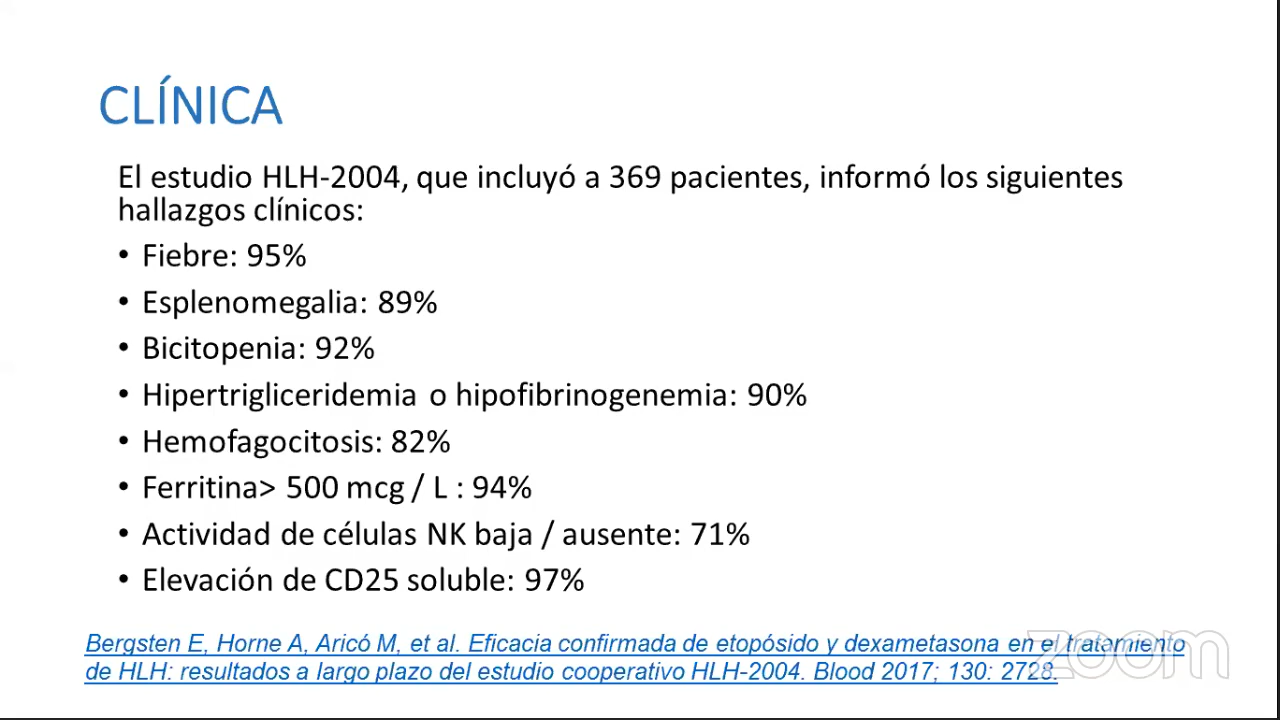 CLÍNICA
El estudio HLH-2004, que incluyó a 369 pacientes, informó los siguientes
hallazgos clínicos:
• Fiebre: 95%
• Esplenomegalia: 89%
• Bicitopenia: 92%
• Hipertrigliceridemia o hipofibrinogenemia: 90%
• Hemofagocitosis: 82%
• Ferritina> 500 mcg / L : 94%
• Actividad de células NK baja / ausente: 71%
• Elevación de CD25 soluble: 97%
Bergsten E, Horne A, Aricó M, et al. Eficacia confirmada de etopósido y dexametasona en el tratamiento
de HLH: resultados a largo plazo del estudio cooperativo HLH-2004. Blood 2017; 130: 2728.
zoom